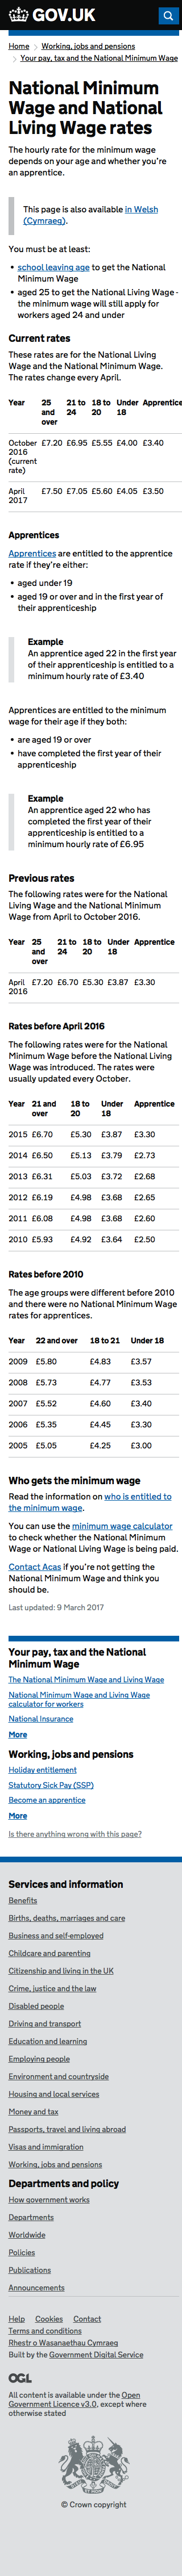 GOV.UK
Home > Working, jobs and pensions
> Your pay, tax and the National Minimum Wage
National Minimum
Wage and National
Living Wage rates
The hourly rate for the minimum wage
depends on your age and whether you're
an apprentice.
This page is also available in Welsh
(Cymraeg).
You must be at least:
• school leaving age to get the National
Minimum Wage
• aged 25 to get the National Living Wage -
the minimum wage will still apply for
workers aged 24 and under
Current rates
These rates are for the National Living
Wage and the National Minimum Wage.
The rates change every April.
Year 25 and over 21 to 24 18 to 20 Under 18 Apprentice
October 2016 (current rate) £7.20 £6.95 £5.55 £4.00 £3.40
April 2017 £7.50 £7.05 £5.60 £4.05 £3.50
Apprentices
Apprentices are entitled to the apprentice
rate if they're either:
• aged under 19
• aged 19 or over and in the first year of
their apprenticeship
Example
An apprentice aged 22 in the first year
of their apprenticeship is entitled to a
minimum hourly rate of £3.40
Apprentices are entitled to the minimum
wage for their age if they both:
• are aged 19 or over
• have completed the first year of their
apprenticeship
Example
An apprentice aged 22 who has
completed the first year of their
apprenticeship is entitled to a
minimum hourly rate of £6.95
Previous rates
The following rates were for the National
Living Wage and the National Minimum
Wage from April to October 2016.
Year 25 and over 21 to 24 18 to 20 Under 18 Apprentice
April 2016 £7.20 £6.70 £5.30 £3.87 £3.30
Rates before April 2016
The following rates were for the National
Minimum Wage before the National Living
Wage was introduced. The rates were
usually updated every October.
Year 21 and over 18 to 20 Under 18 Apprentice
2015 £6.70 £5.30 £3.87 £3.30
2014 £6.50 £5.13 £3.79 £2.73
2013 £6.31 £5.03 £3.72 £2.68
2012 £6.19 £4.98 £3.68 £2.65
2011 £6.08 £4.98 £3.68 £2.60
2010 £5.93 £4.92 £3.64 £2.50
Rates before 2010
The age groups were different before 2010
and there were no National Minimum Wage
rates for apprentices.
Year 22 and over 18 to 21 Under 18
2009 £5.80 £4.83 £3.57
2008 £5.73 £4.77 £3.53
2007 £5.52 £4.60 £3.40
2006 £5.35 £4.45 £3.30
2005 £5.05 £4.25 £3.00
Who gets the minimum wage
Read the information on who is entitled to
the minimum wage.
You can use the minimum wage calculator
to check whether the National Minimum
Wage or National Living Wage is being paid.
Contact Acas if you're not getting the
National Minimum Wage and think you
should be.
Last updated: 9 March 2017
Your pay, tax and the National
Minimum Wage
The National Minimum Wage and Living Wage
National Minimum Wage and Living Wage
calculator for workers
National Insurance
More
Working, jobs and pensions
Holiday entitlement
Statutory Sick Pay (SSP)
Become an apprentice
More
Is there anything wrong with this page?
Services and information
Benefits
Births, deaths, marriages and care
Business and self-employed
Childcare and parenting
Citizenship and living in the UK
Crime, justice and the law
Disabled people
Driving and transport
Education and learning
Employing people
Environment and countryside
Housing and local services
Money and tax
Passports, travel and living abroad
Visas and immigration
Working, jobs and pensions
Departments and policy
How government works
Departments
Worldwide
Policies
Publications
Announcements
Help Cookies Contact
Terms and conditions
Rhestr o Wasanaethau Cymraeg
Built by the Government Digital Service
OGL
All content is available under the Open
Government Licence v3.0, except where
otherwise stated
© Crown copyright